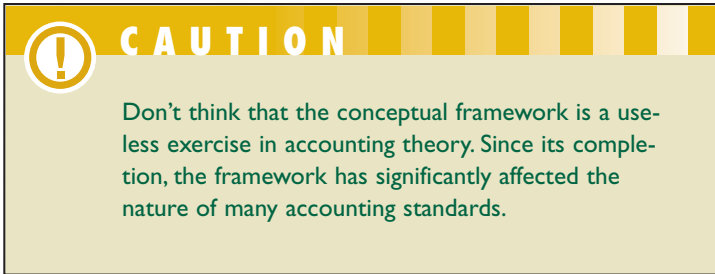 CAUTION
Don't think that the conceptual framework is a use-
less exercise in accounting theory. Since its comple-
tion, the framework has significantly affected the
nature of many accounting standards.